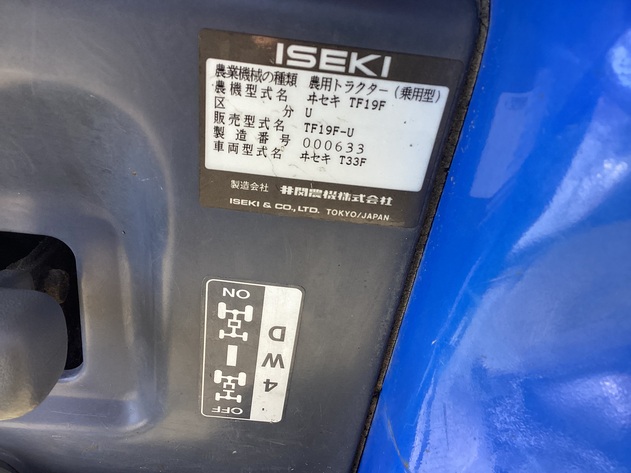 ISEKI
農業機械の種類 農用トラクター(乗用型)
農機型式名 ヰセキ TF19F
区分 U
販売型式名 TF19F-U
製造番号 000633
車両型式名 ヰセキ T33F
製造会社 井関農機株式会社
ISEKI & CO., LTD. TOKYO/JAPAN
ON
4WD
OFF